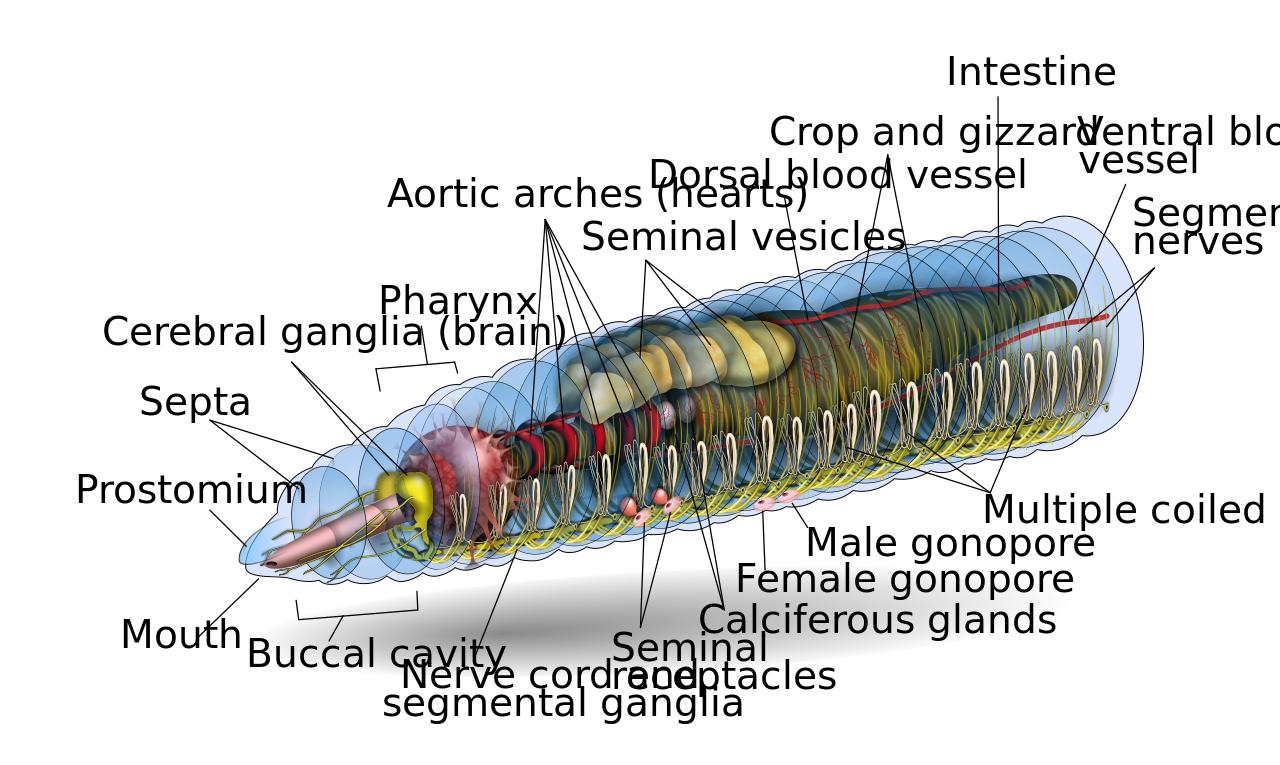 Intestine
Crop and gizzard
Ventral
vessel
Dorsal blood vessel
Aortic arches (hearts)
nerves
Seminal vesicles
Pharynx
Cerebral ganglia (brain)
Septa
Prostomium
Multiple coiled
Male gonopore
Female gonopore
Calciferous glands
Mouth
Buccal cavity
Seminal
receptacles
Nerve cord and
segmental ganglia